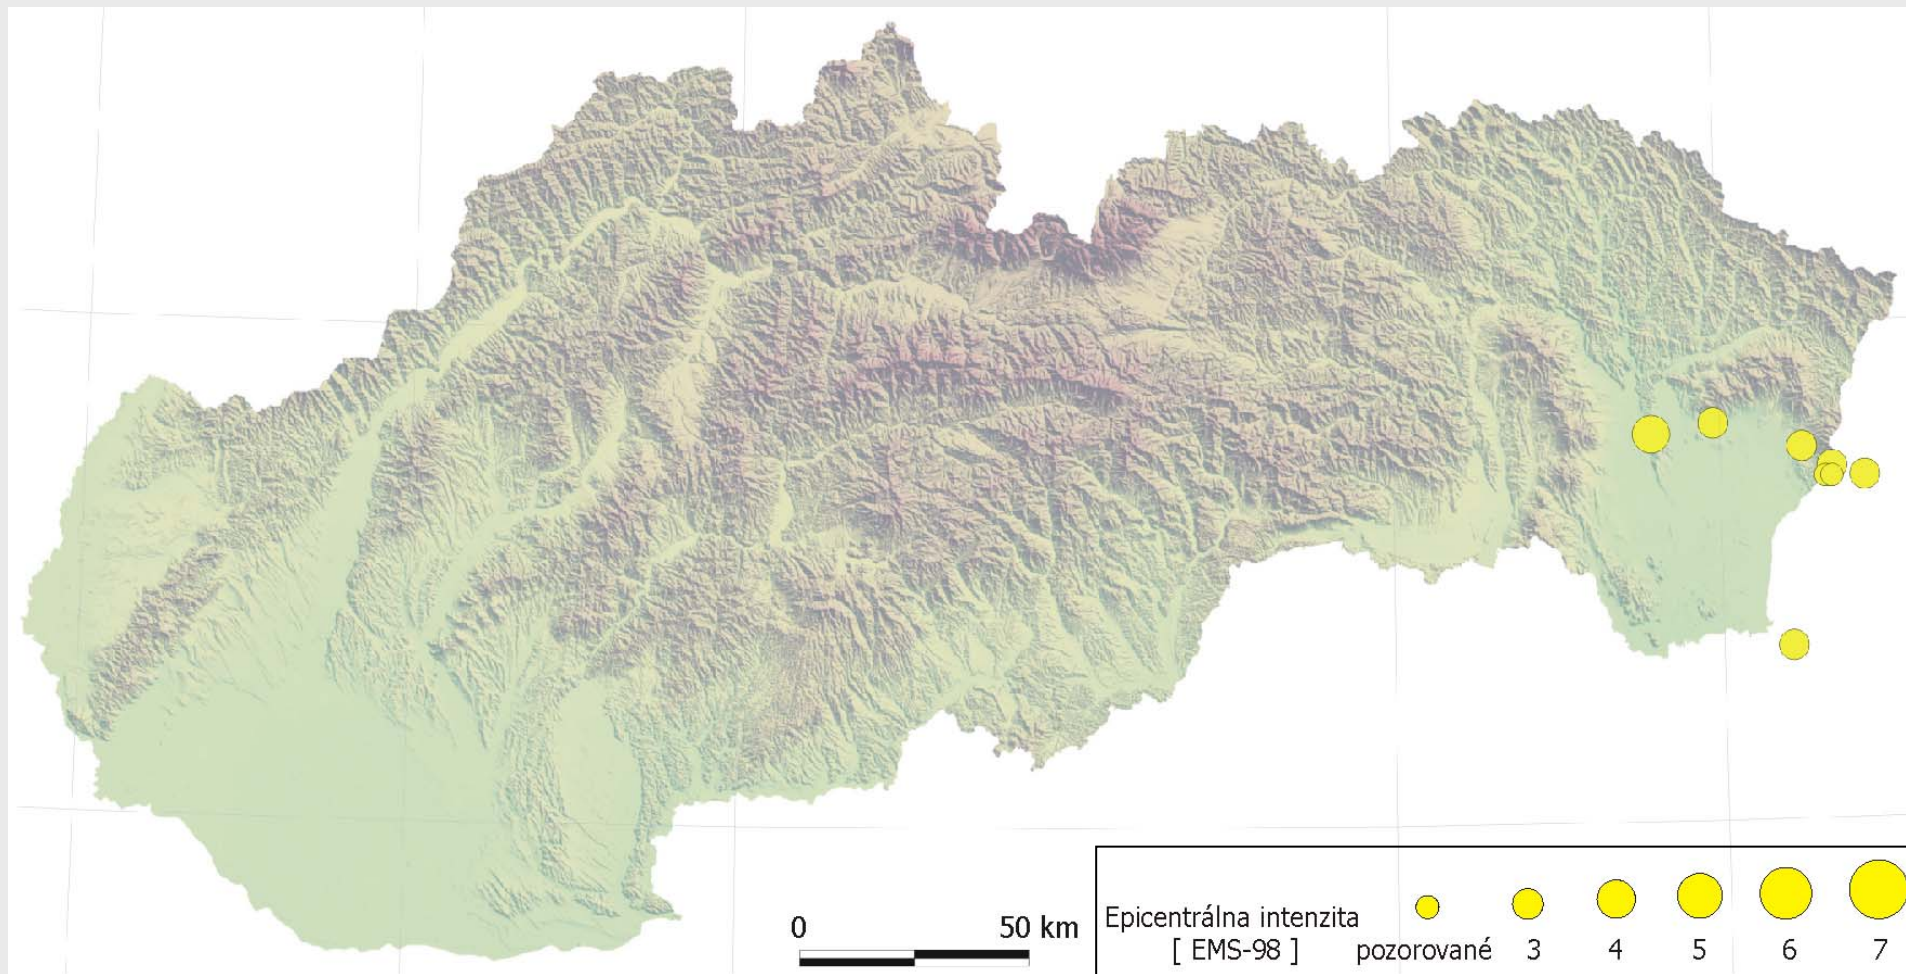 0 50 km
Epicentrálna intenzita
[ EMS-98 ] pozorované 3 4 5 6 7